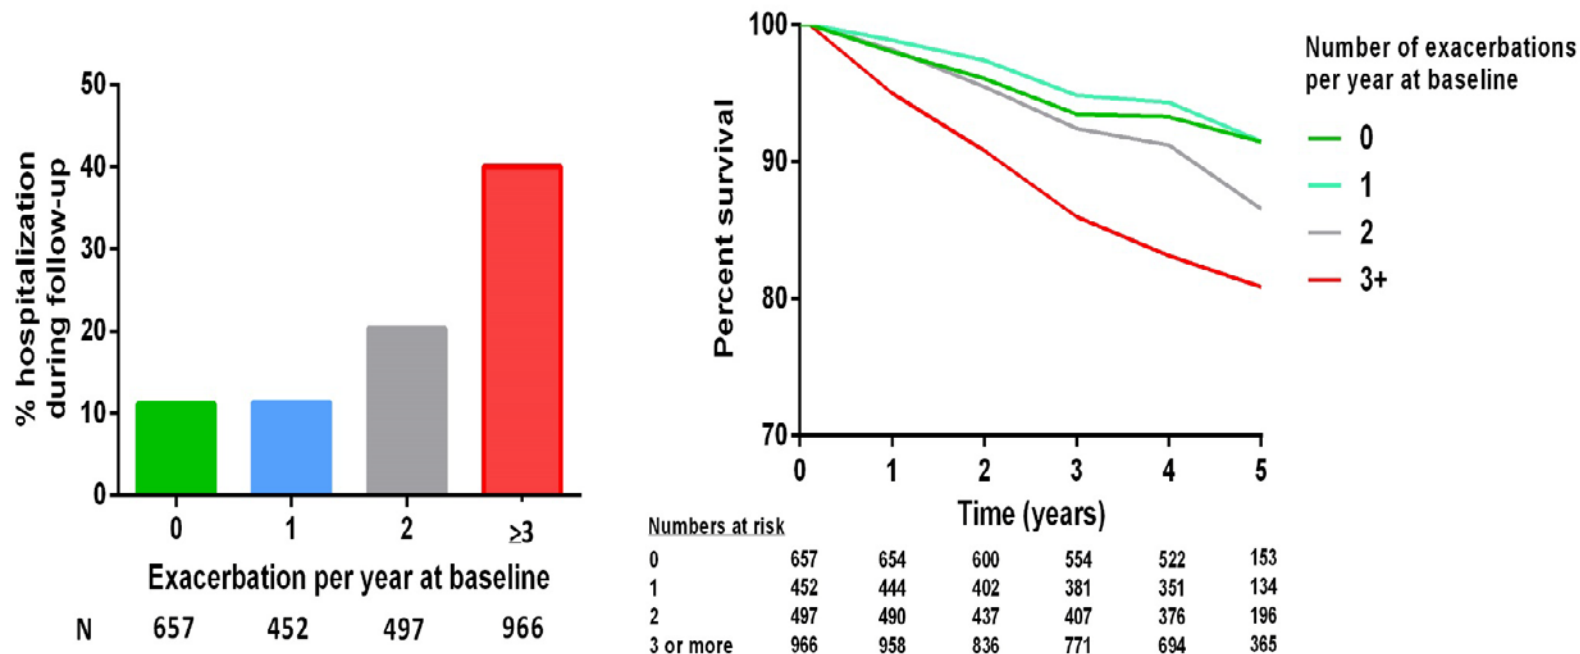 % hospitalization
during follow-up
50
40
30
20
10
0
0 1 2 ≥3
Exacerbation per year at baseline
N 657 452 497 966
Percent survival
100
90
80
70
0 1 2 3 4 5
Time (years)
Number of exacerbations
per year at baseline
0
1
2
3+
Numbers at risk
0 657 654 600 554 522 153
1 452 444 402 381 351 134
2 497 490 437 407 376 196
3 or more 966 958 836 771 694 365